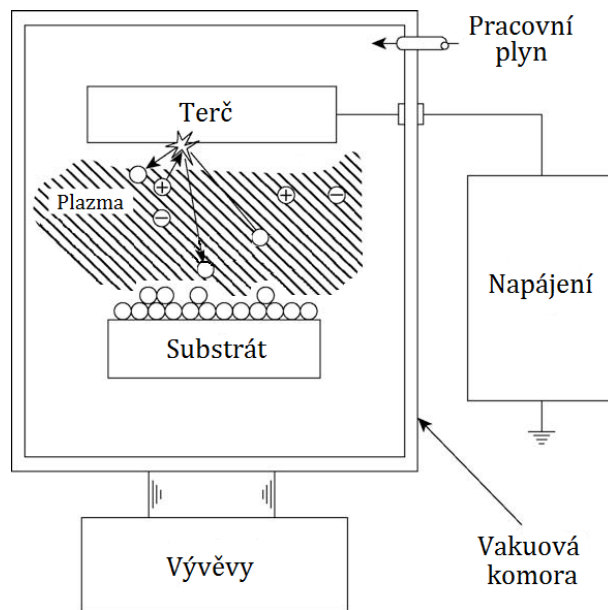 Pracovní
plyn
Terč
Plazma
+
+
−
−
Napájení
Substrát
Vakuová
komora
Vývěvy